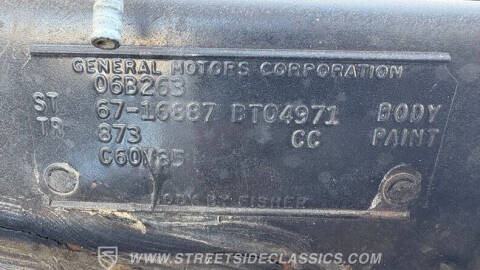 GENERAL MOTORS CORPORATION
06B263
ST 67-16887 BT04971 BODY
TR 873 CC PAINT
C60Y85
BODY BY FISHER
WWW.STREETSIDECLASSICS.COM